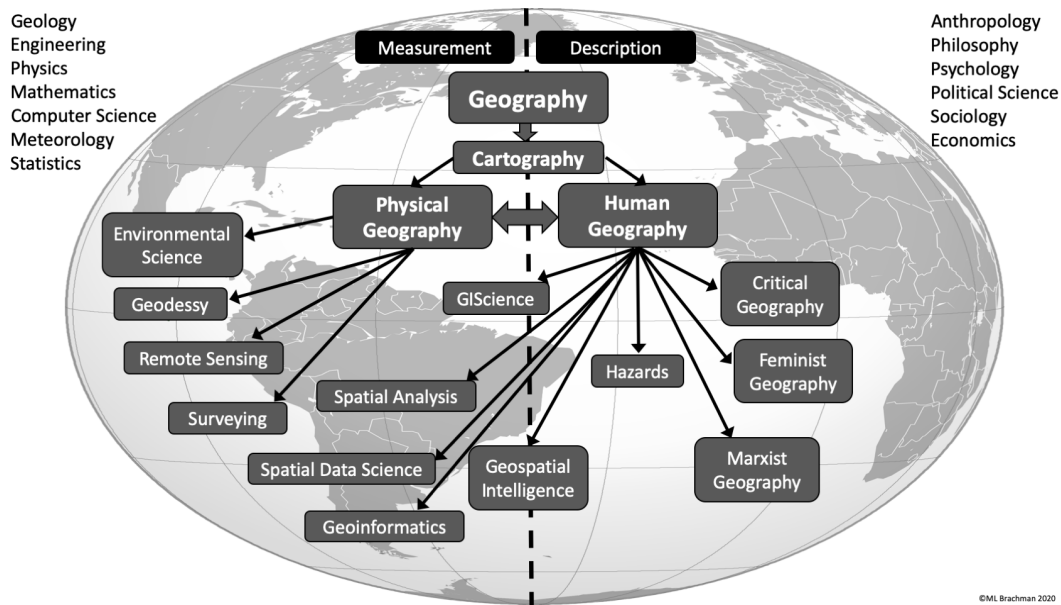 Geology
Engineering
Physics
Mathematics
Computer Science
Meteorology
Statistics
Measurement
Description
Anthropology
Philosophy
Psychology
Political Science
Sociology
Economics
Geography
Cartography
Physical
Geography
Human
Geography
Environmental
Science
Geodessy
Remote Sensing
Surveying
GIScience
Spatial Analysis
Spatial Data Science
Geoinformatics
Geospatial
Intelligence
Hazards
Critical
Geography
Feminist
Geography
Marxist
Geography
©ML Brachman 2020